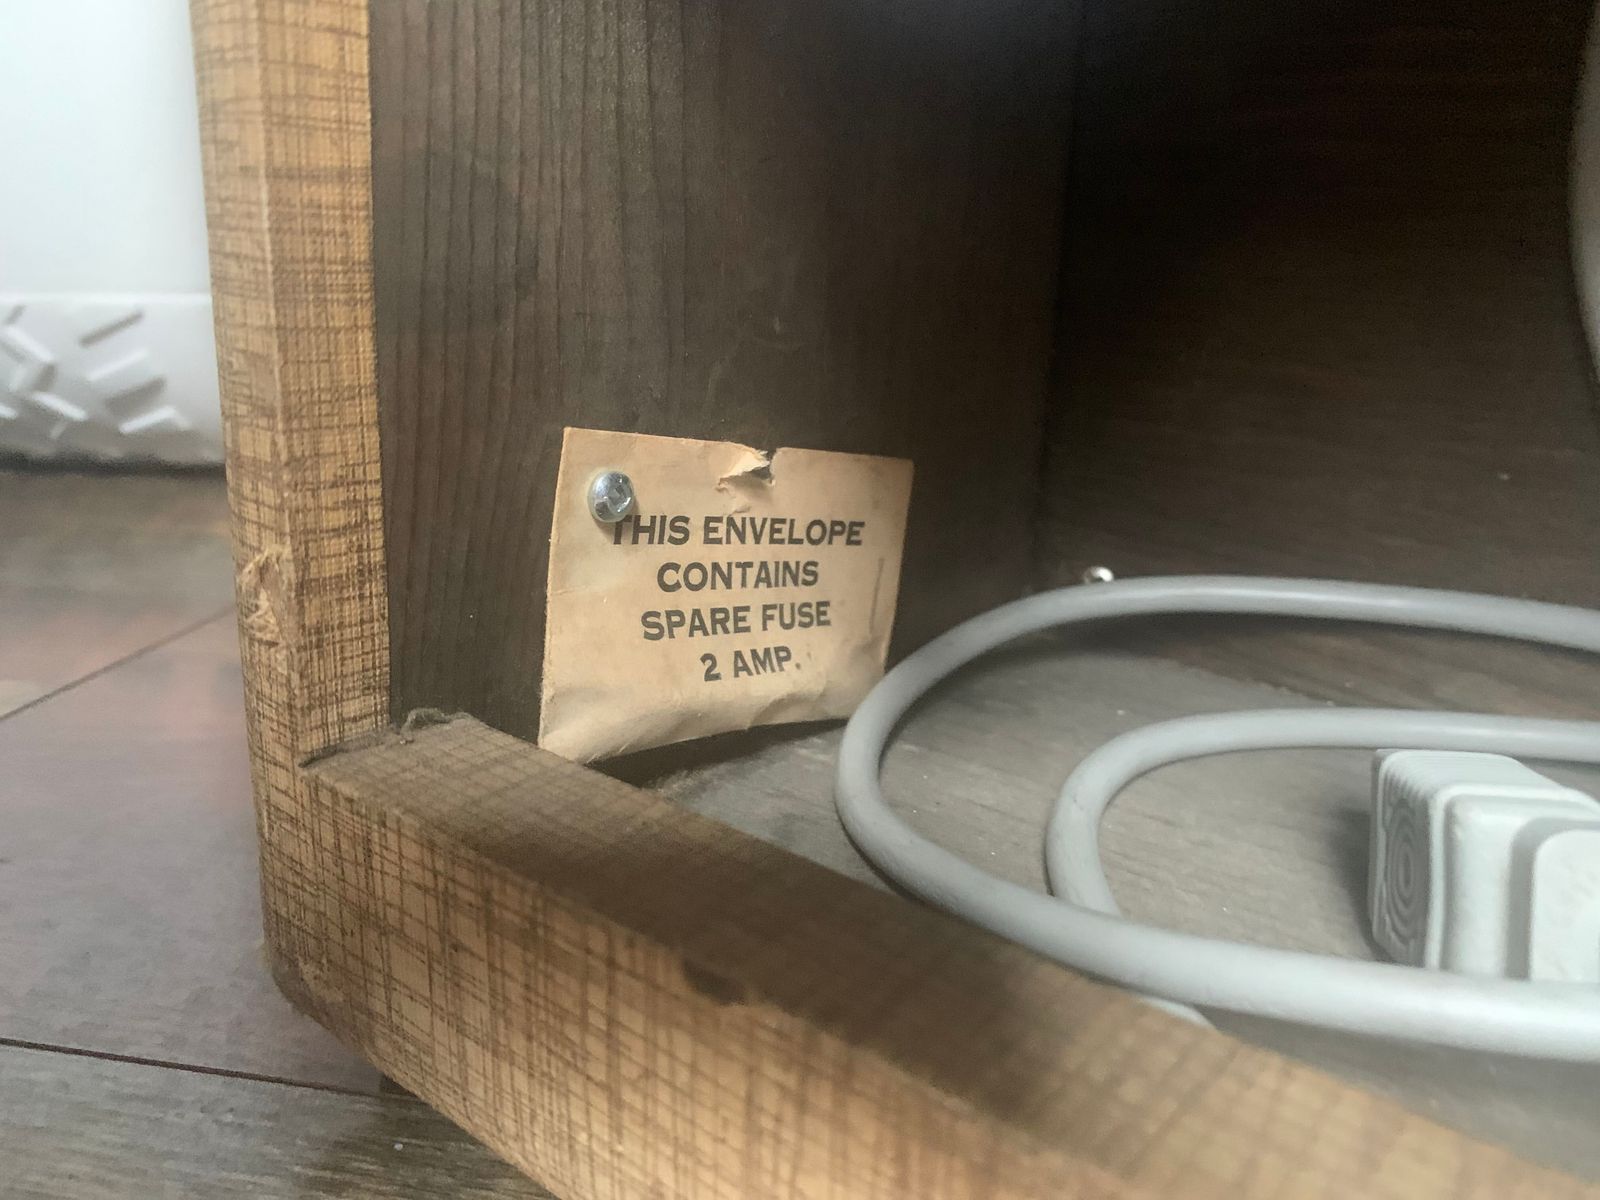 THIS ENVELOPE
CONTAINS
SPARE FUSE
2 AMP.